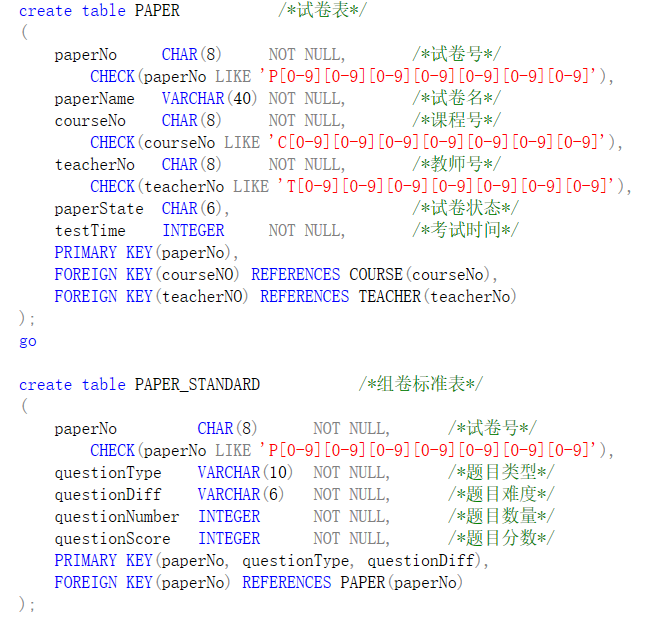 create table PAPER /*试卷表*/
(
paperNo CHAR(8) NOT NULL, /*试卷号*/
CHECK(paperNo LIKE 'P[0-9][0-9][0-9][0-9][0-9][0-9][0-9]'),
paperName VARCHAR(40) NOT NULL, /*试卷名*/
courseNo CHAR(8) NOT NULL, /*课程号*/
CHECK(courseNo LIKE 'C[0-9][0-9][0-9][0-9][0-9][0-9][0-9]'),
teacherNo CHAR(8) NOT NULL, /*教师号*/
CHECK(teacherNo LIKE 'T[0-9][0-9][0-9][0-9][0-9][0-9][0-9]'),
paperState CHAR(6), /*试卷状态*/
testTime INTEGER NOT NULL, /*考试时间*/
PRIMARY KEY(paperNo),
FOREIGN KEY(courseNO) REFERENCES COURSE(courseNo),
FOREIGN KEY(teacherNO) REFERENCES TEACHER(teacherNo)
);
go
create table PAPER_STANDARD /*组卷标准表*/
(
paperNo CHAR(8) NOT NULL, /*试卷号*/
CHECK(paperNo LIKE 'P[0-9][0-9][0-9][0-9][0-9][0-9][0-9]'),
questionType VARCHAR(10) NOT NULL, /*题目类型*/
questionDiff VARCHAR(6) NOT NULL, /*题目难度*/
questionNumber INTEGER NOT NULL, /*题目数量*/
questionScore INTEGER NOT NULL, /*题目分数*/
PRIMARY KEY(paperNo, questionType, questionDiff),
FOREIGN KEY(paperNo) REFERENCES PAPER(paperNo)
);